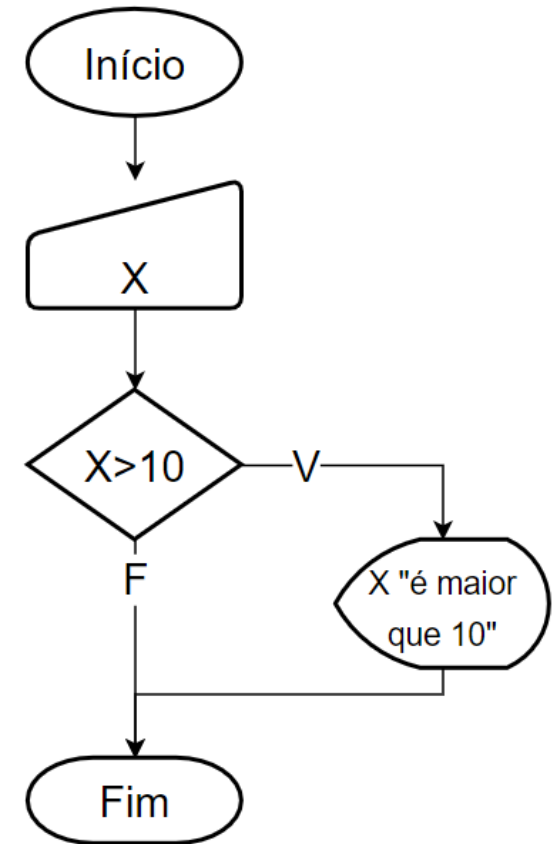 Início
X
X>10
V
F
X "é maior
que 10"
Fim